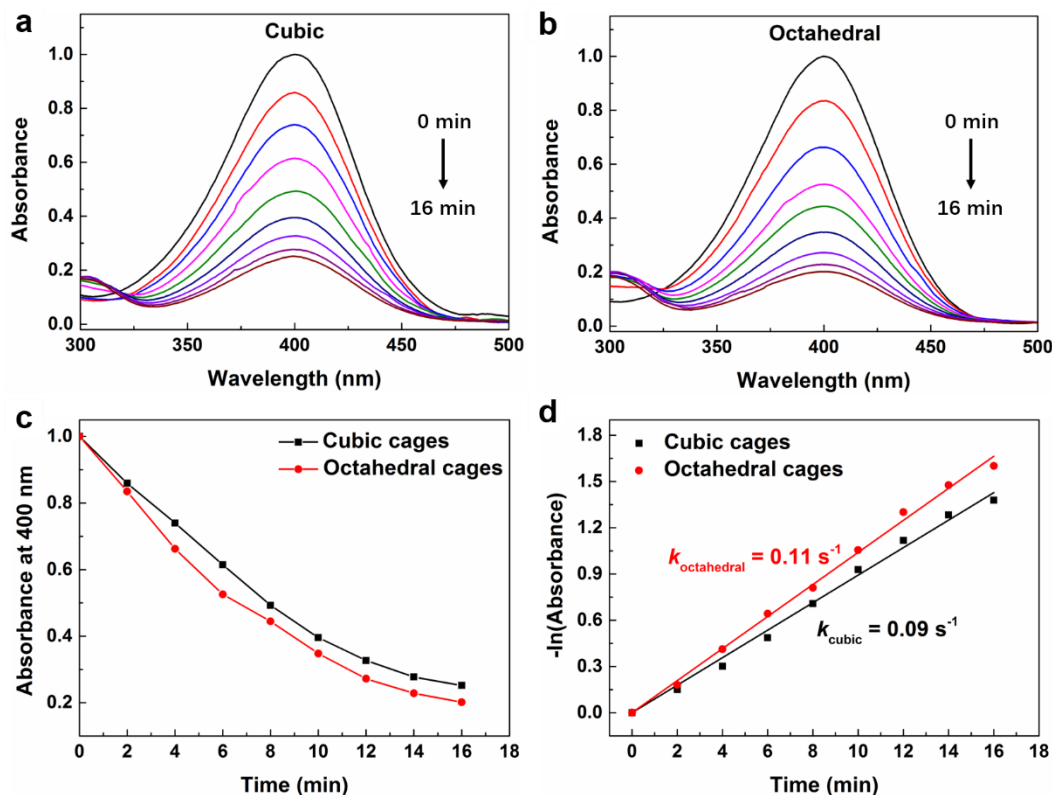 a
Cubic
1.0
0.8
0.6
0.4
0.2
0.0
Absorbance
0 min
16 min
300
350
400
450
500
Wavelength (nm)
b
Octahedral
1.0
0.8
0.6
0.4
0.2
0.0
Absorbance
0 min
16 min
300
350
400
450
500
Wavelength (nm)
c
1.0
0.8
0.6
0.4
0.2
Absorbance at 400 nm
Cubic cages
Octahedral cages
0
2
4
6
8
10
12
14
16
18
Time (min)
d
1.8
1.5
1.2
0.9
0.6
0.3
0.0
-ln(Absorbance)
Cubic cages
Octahedral cages
k octahedral = 0.11 s⁻¹
k cubic = 0.09 s⁻¹
0
2
4
6
8
10
12
14
16
18
Time (min)